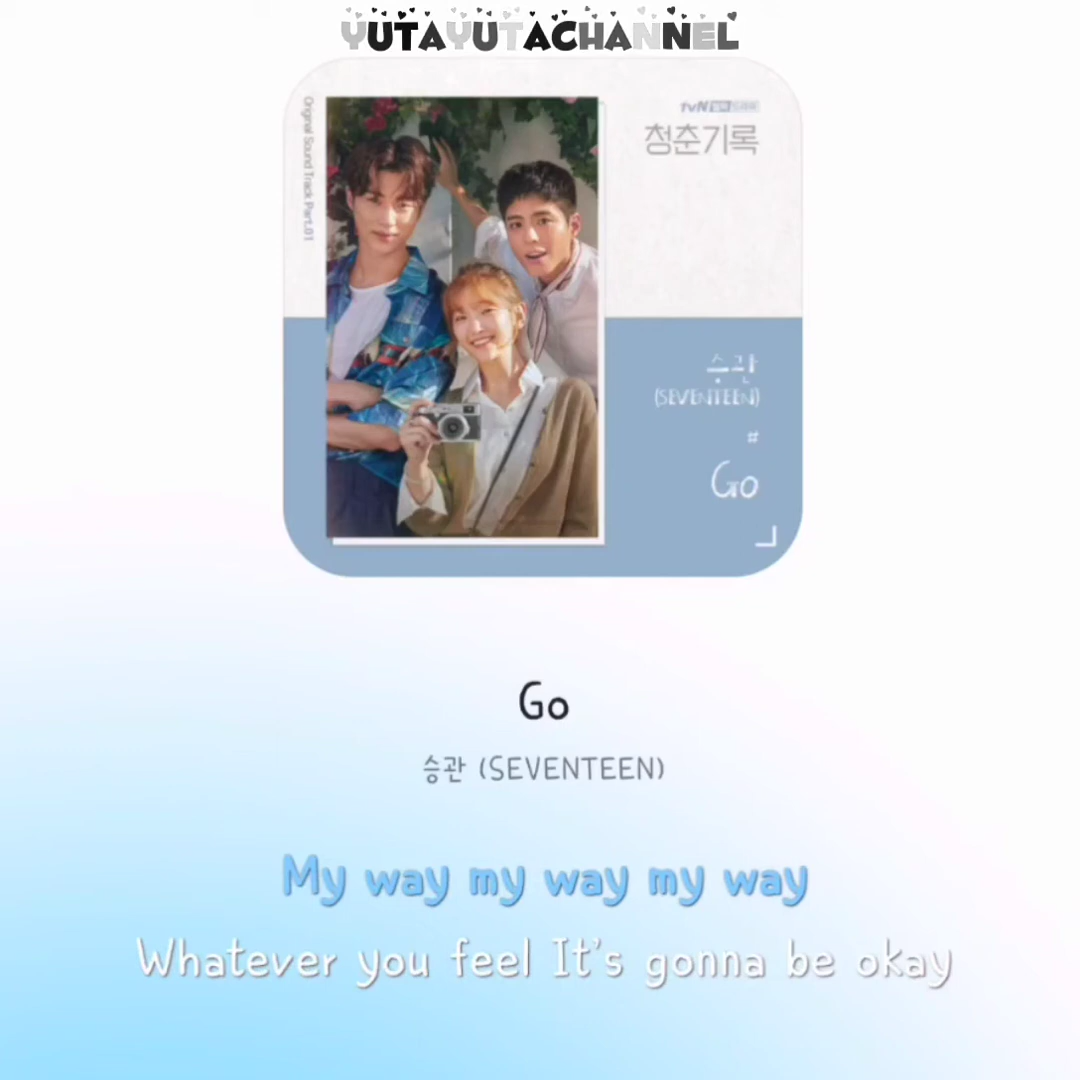 YUTAYUTACHANNEL
Original Sound Track Part.01
tvN
청춘기록
승관
(SEVENTEEN)
#
Go
Go
승관 (SEVENTEEN)
My way my way my way
Whatever you feel It's gonna be okay